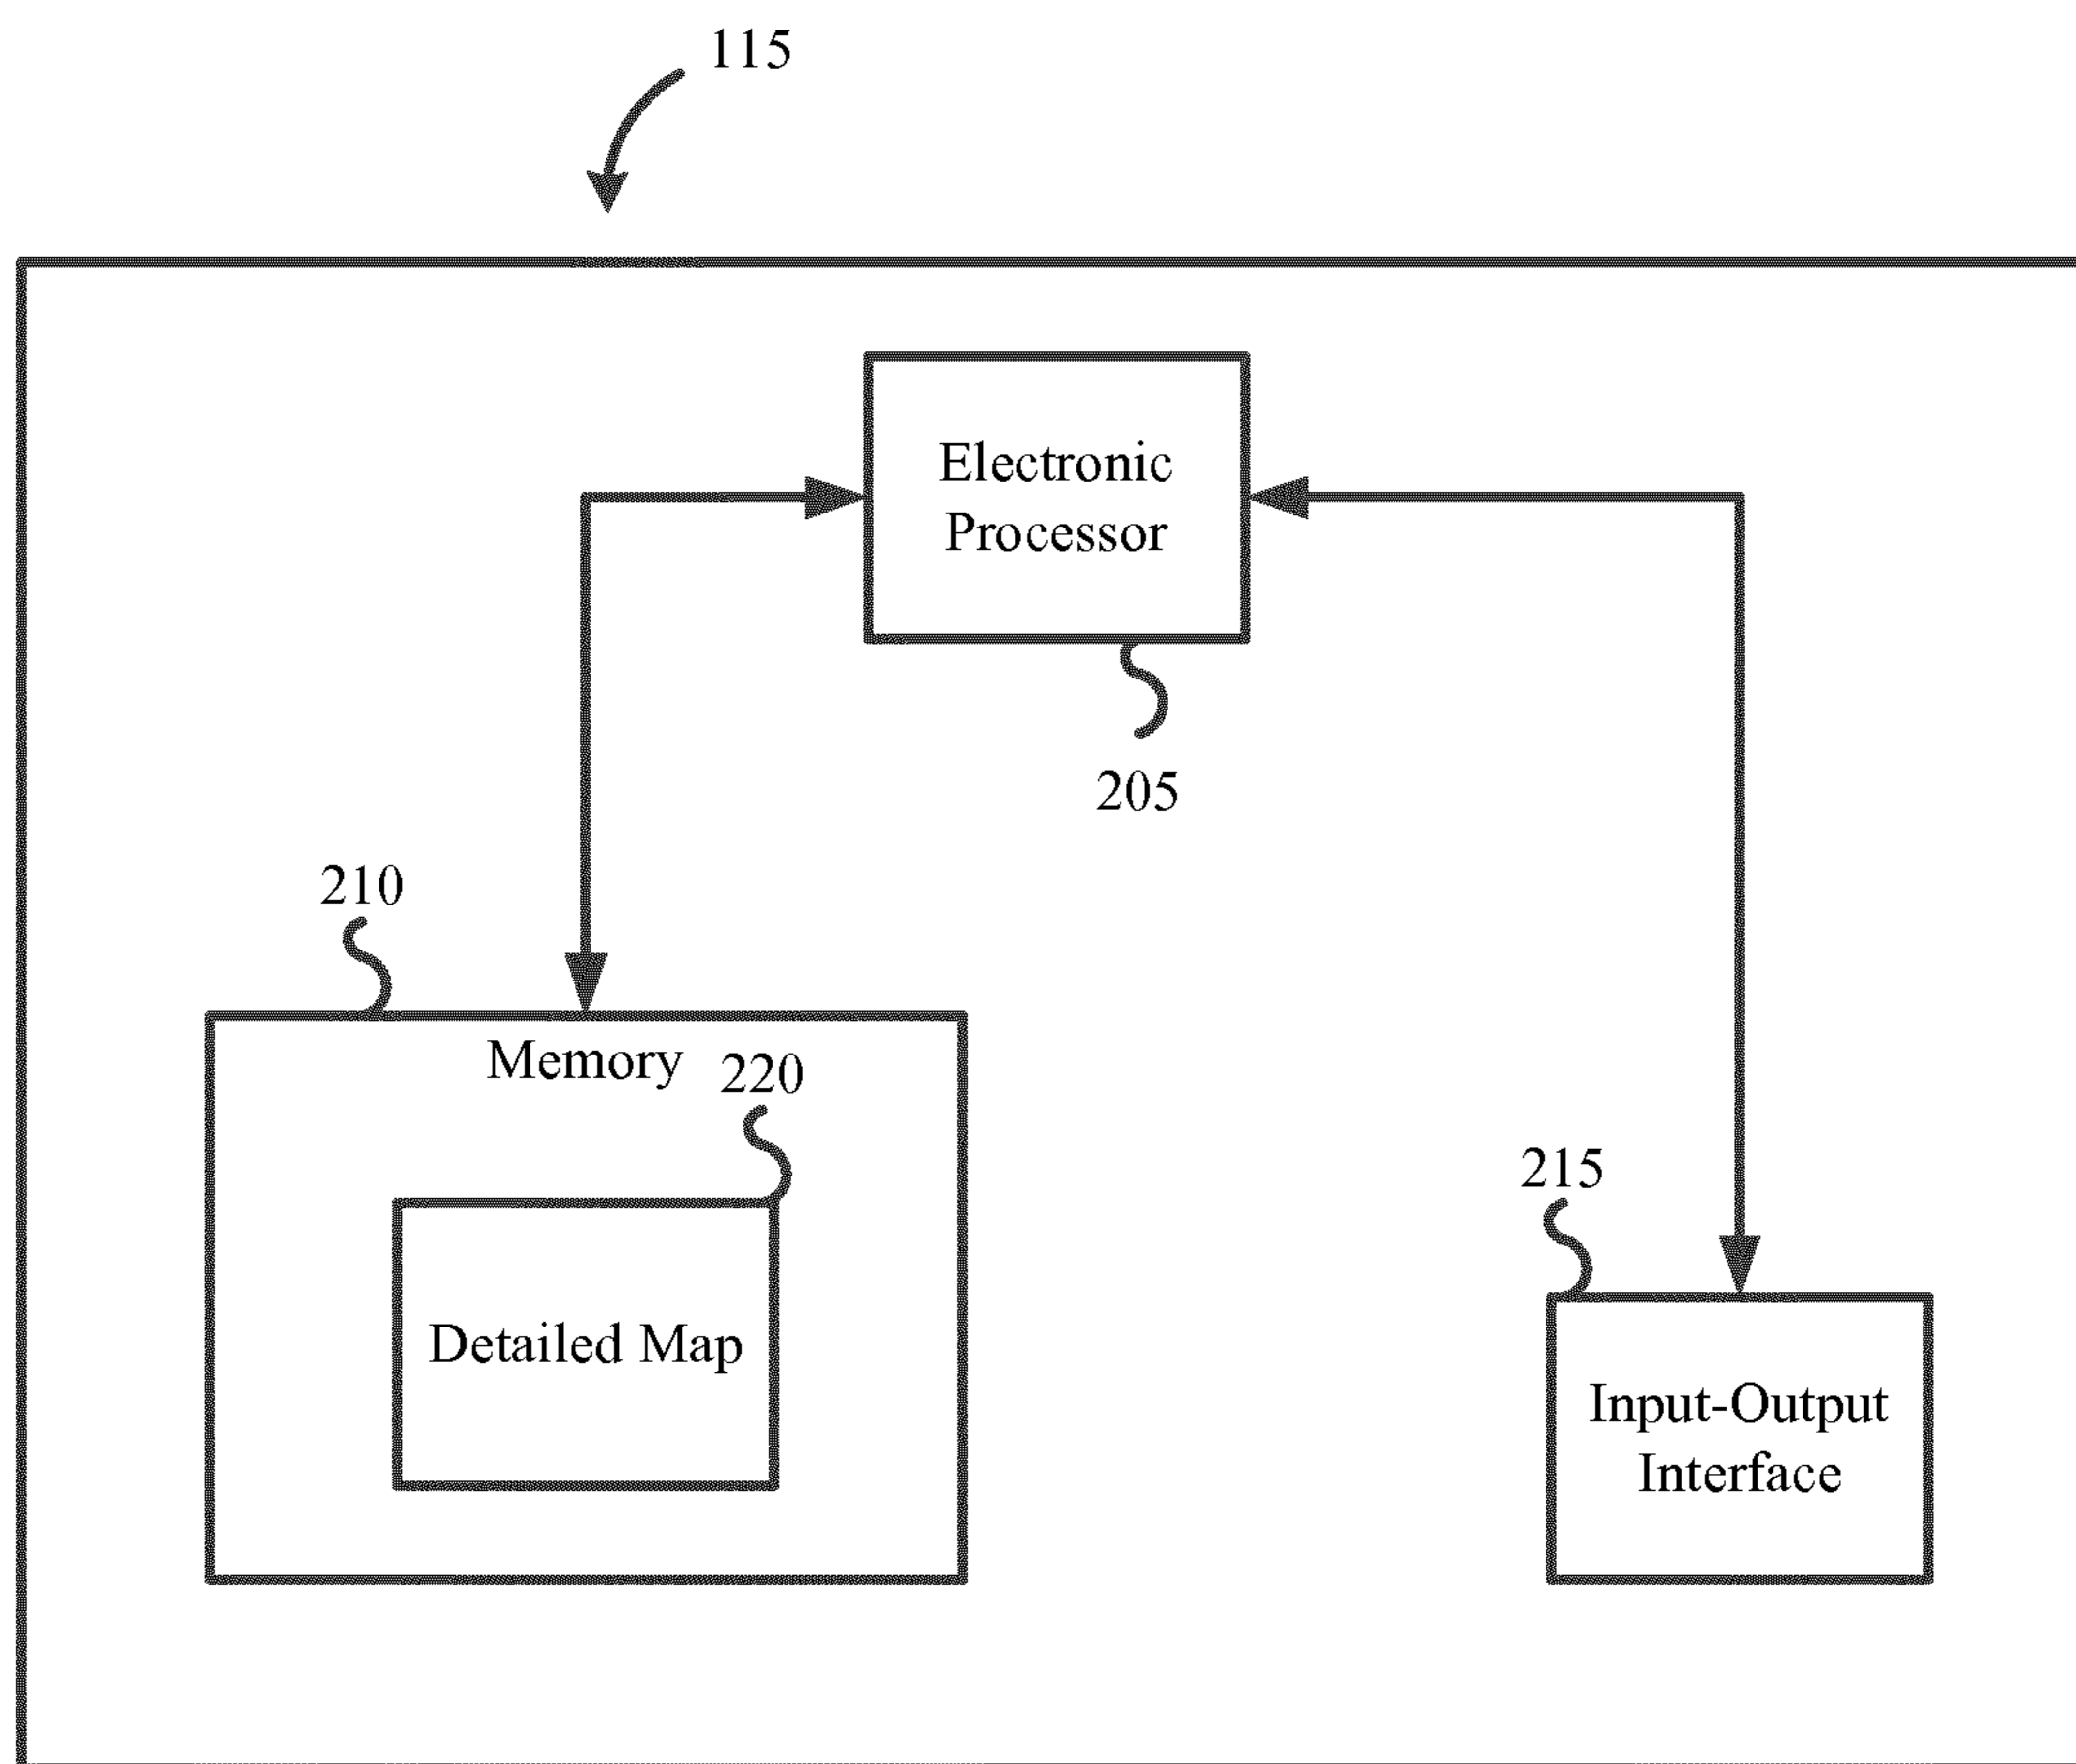 115
Electronic
Processor
205
210
Memory
220
Detailed Map
215
Input-Output
Interface